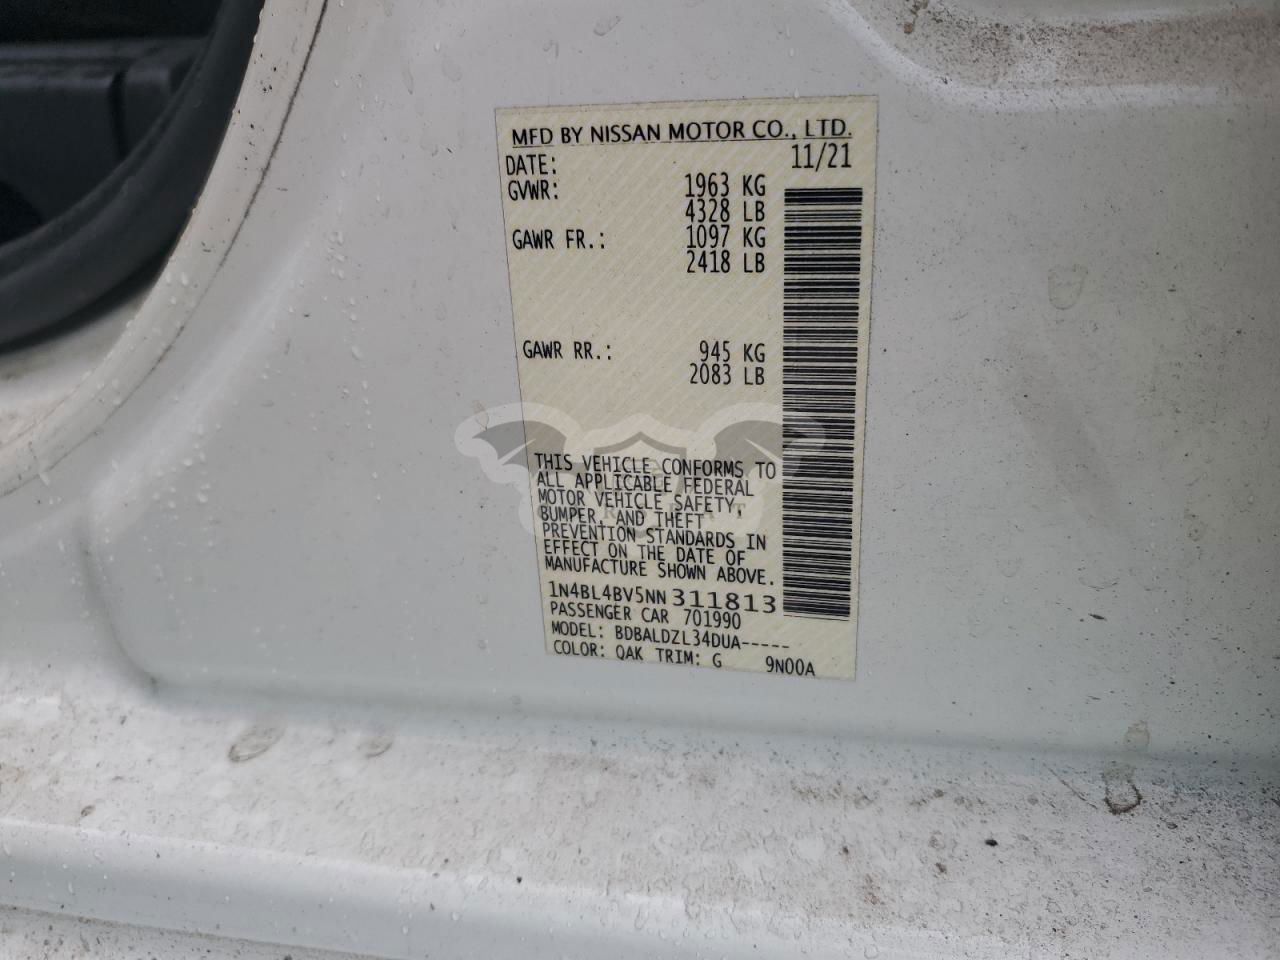 MFD BY NISSAN MOTOR CO., LTD.
DATE: 11/21
GVWR: 1963 KG
4328 LB
GAWR FR.: 1097 KG
2418 LB
GAWR RR.: 945 KG
2083 LB
THIS VEHICLE CONFORMS TO
ALL APPLICABLE FEDERAL
MOTOR VEHICLE SAFETY,
BUMPER, AND THEFT
PREVENTION STANDARDS IN
EFFECT ON THE DATE OF
MANUFACTURE SHOWN ABOVE.
1N4BL4BV5NN311813
PASSENGER CAR 701990
MODEL: BDBALDZL34DUA-----
COLOR: QAK TRIM: G 9N00A